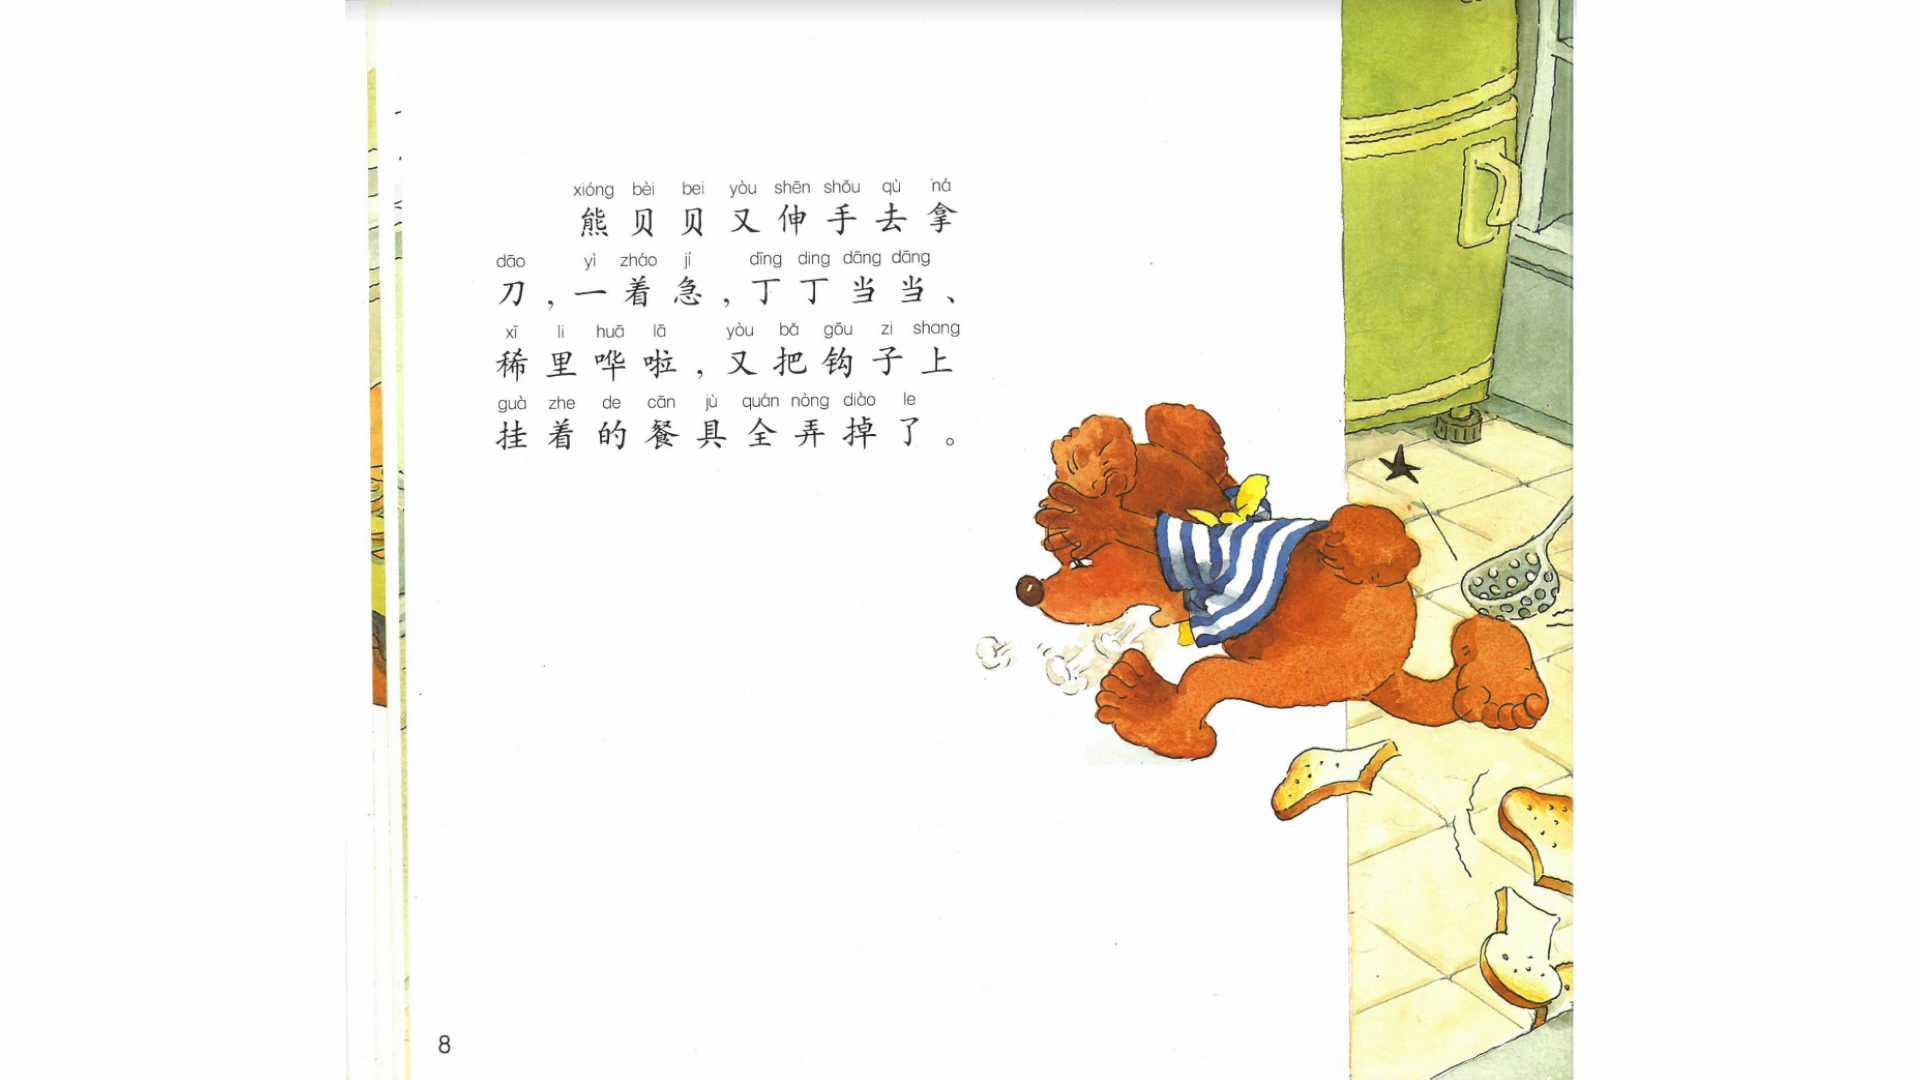 xióng bèi bei yòu shēn shǒu qù ná
熊贝贝又伸手去拿
dāo yì zháo jí dīng ding dāng dāng
刀，一着急，丁丁当当、
xī li huā lā yòu bǎ gōu zi shang
稀里哗啦，又把钩子上
guà zhe de cān jù quán nòng diào le
挂着的餐具全弄掉了。
8